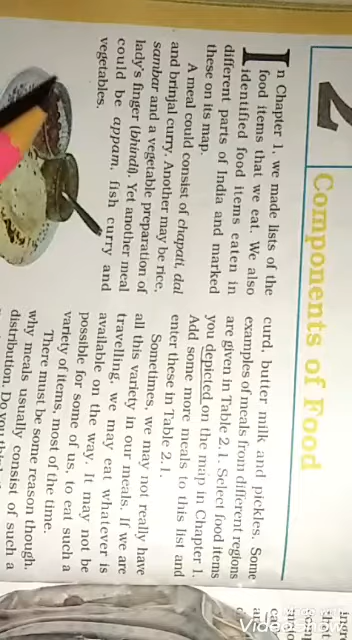 2
Components of Food
In Chapter 1, we made lists of the
food items that we eat. We also
identified food items eaten in
different parts of India and marked
these on its map.
A meal could consist of chapati, dal
and brinjal curry. Another may be rice,
sambar and a vegetable preparation of
lady's finger (bhindi). Yet another meal
could be appam, fish curry and
vegetables.
curd, butter milk and pickles. Some
examples of meals from different regions
are given in Table 2.1. Select food items
you depicted on the map in Chapter 1.
Add some more meals to this list and
enter these in Table 2.1.
Sometimes, we may not really have
all this variety in our meals. If we are
travelling, we may eat whatever is
available on the way. It may not be
possible for some of us, to eat such a
variety of items, most of the time.
There must be some reason though,
why meals usually consist of such a
distribution. Do you